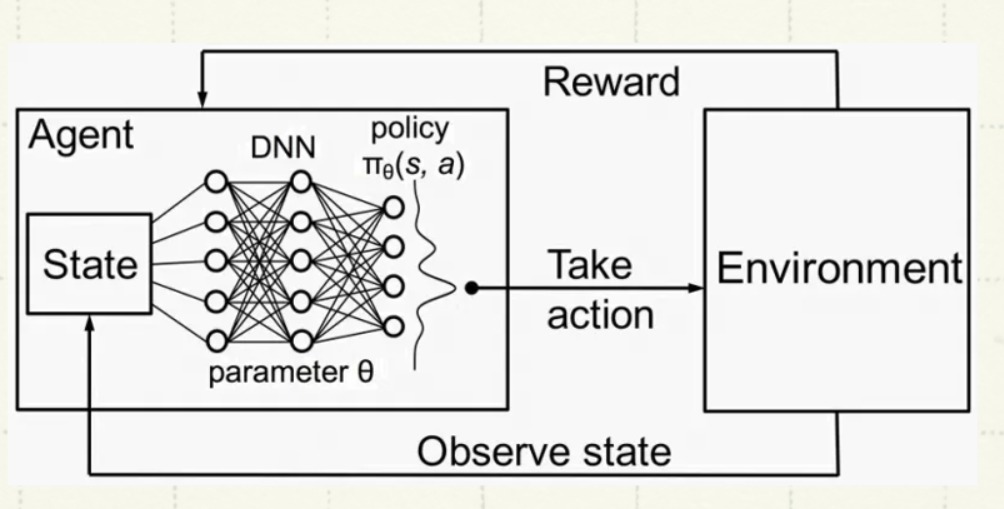 Reward
Agent
DNN
policy
πθ(s, a)
State
Take
action
Environment
parameter θ
Observe state